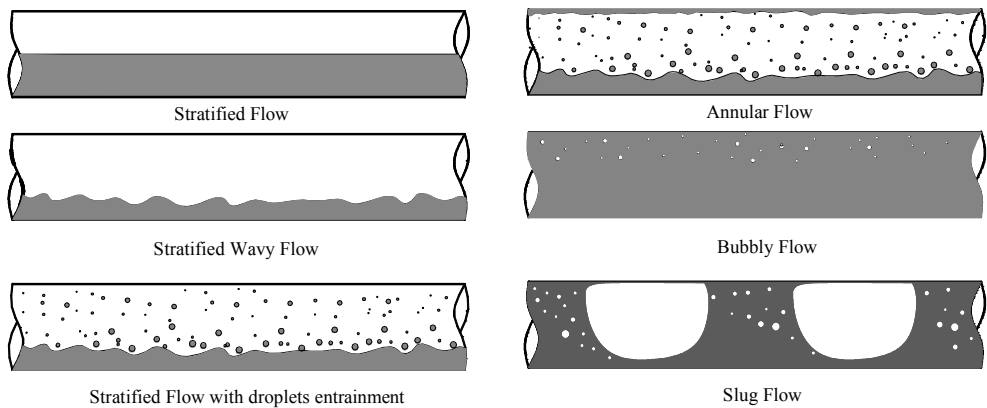 Stratified Flow
Annular Flow
Stratified Wavy Flow
Bubbly Flow
Stratified Flow with droplets entrainment
Slug Flow